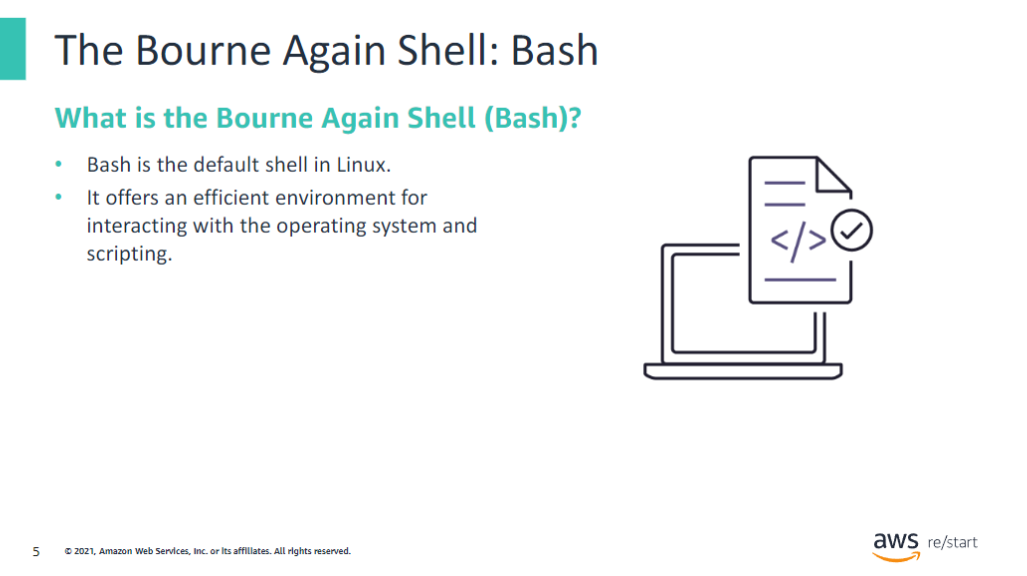 The Bourne Again Shell: Bash
What is the Bourne Again Shell (Bash)?
• Bash is the default shell in Linux.
• It offers an efficient environment for
interacting with the operating system and
scripting.
</>
5
© 2021, Amazon Web Services, Inc. or its affiliates. All rights reserved.
aws re/start